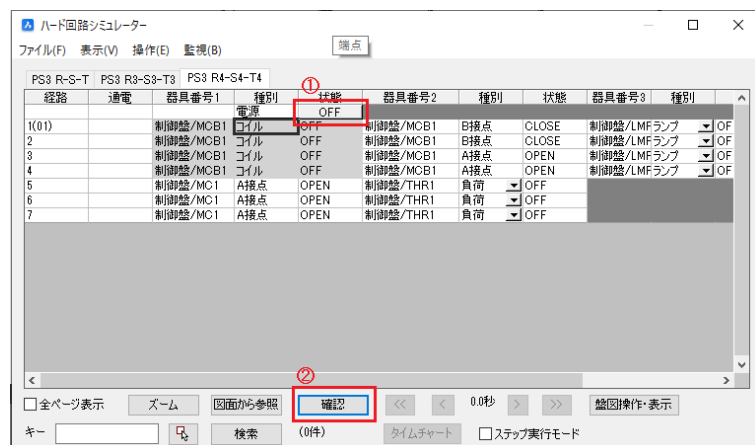 ハード回路シミュレーター
ファイル(F) 表示(V) 操作(E) 監視(B)
端点
PS3 R-S-T PS3 R3-S3-T3 PS3 R4-S4-T4
①
経路 通電 器具番号1 種別 状態 器具番号2 種別 状態 器具番号3 種別
電源 OFF
1(01) 制御盤/MCB1 コイル OFF 制御盤/MCB1 B接点 CLOSE 制御盤/LMF ランプ OF
2 制御盤/MCB1 コイル OFF 制御盤/MCB1 B接点 CLOSE 制御盤/LMF ランプ OF
3 制御盤/MCB1 コイル OFF 制御盤/MCB1 A接点 OPEN 制御盤/LMF ランプ OF
4 制御盤/MCB1 コイル OFF 制御盤/MCB1 A接点 OPEN 制御盤/LMF ランプ OF
5 制御盤/MC1 A接点 OPEN 制御盤/THR1 負荷 OFF
6 制御盤/MC1 A接点 OPEN 制御盤/THR1 負荷 OFF
7 制御盤/MC1 A接点 OPEN 制御盤/THR1 負荷 OFF
②
全ページ表示 ズーム 図面から参照 確認 << < 0.0秒 > >> 盤図操作・表示
キー 検索 (0件) タイムチャート ステップ実行モード